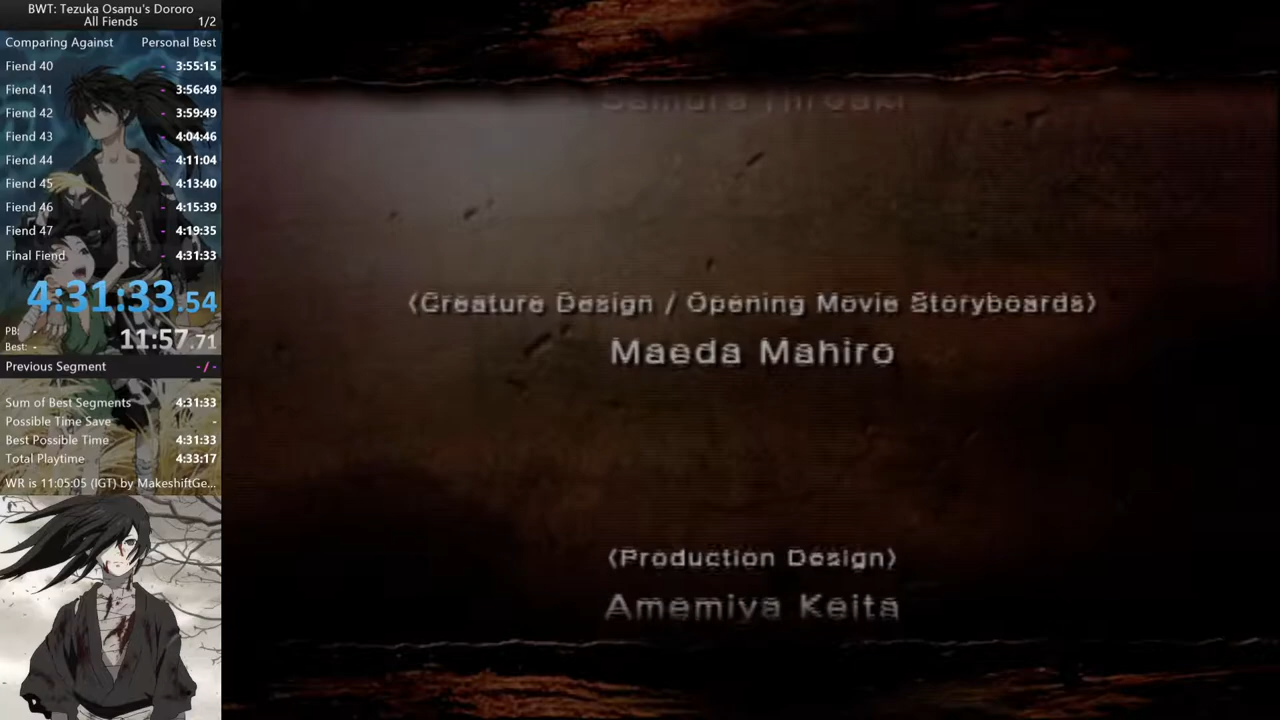 BWT: Tezuka Osamu's Dororo
All Fiends 1/2
Comparing Against Personal Best
Fiend 40 - 3:55:15
Fiend 41 - 3:56:49
Fiend 42 - 3:59:49
Fiend 43 - 4:04:46
Fiend 44 - 4:11:04
Fiend 45 - 4:13:40
Fiend 46 - 4:15:39
Fiend 47 - 4:19:35
Final Fiend - 4:31:33
4:31:33.54
PB: - 11:57.71
Best: -
Previous Segment - / -
Sum of Best Segments 4:31:33
Possible Time Save -
Best Possible Time 4:31:33
Total Playtime 4:33:17
WR is 11:05:05 (IGT) by MakeshiftGe...
Samura Hiroaki
(Creature Design / Opening Movie Storyboards)
Maeda Mahiro
(Production Design)
Amemiya Keita